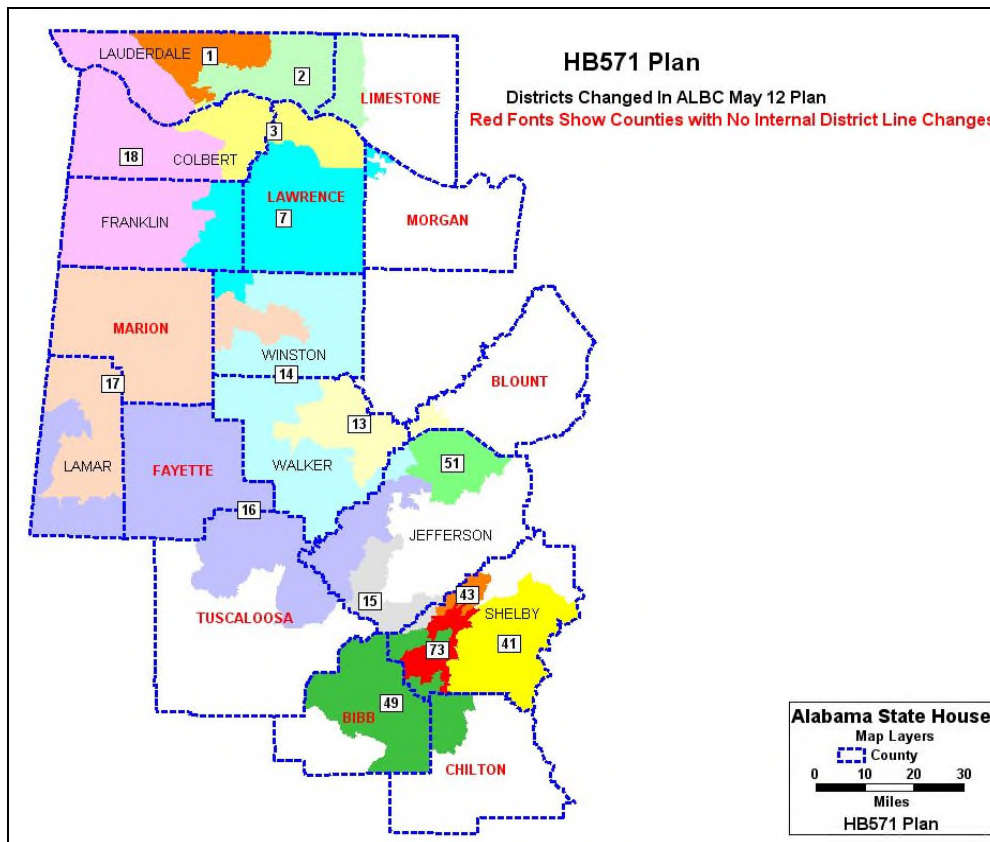 HB571 Plan
Districts Changed In ALBC May 12 Plan
Red Fonts Show Counties with No Internal District Line Changes
LAUDERDALE
1
2
LIMESTONE
3
18
COLBERT
LAWRENCE
FRANKLIN
7
MORGAN
MARION
WINSTON
14
17
BLOUNT
13
LAMAR
FAYETTE
WALKER
51
16
JEFFERSON
15
43
TUSCALOOSA
SHELBY
73
41
49
BIBB
CHILTON
Alabama State House
Map Layers
County
0 10 20 30
Miles
HB571 Plan